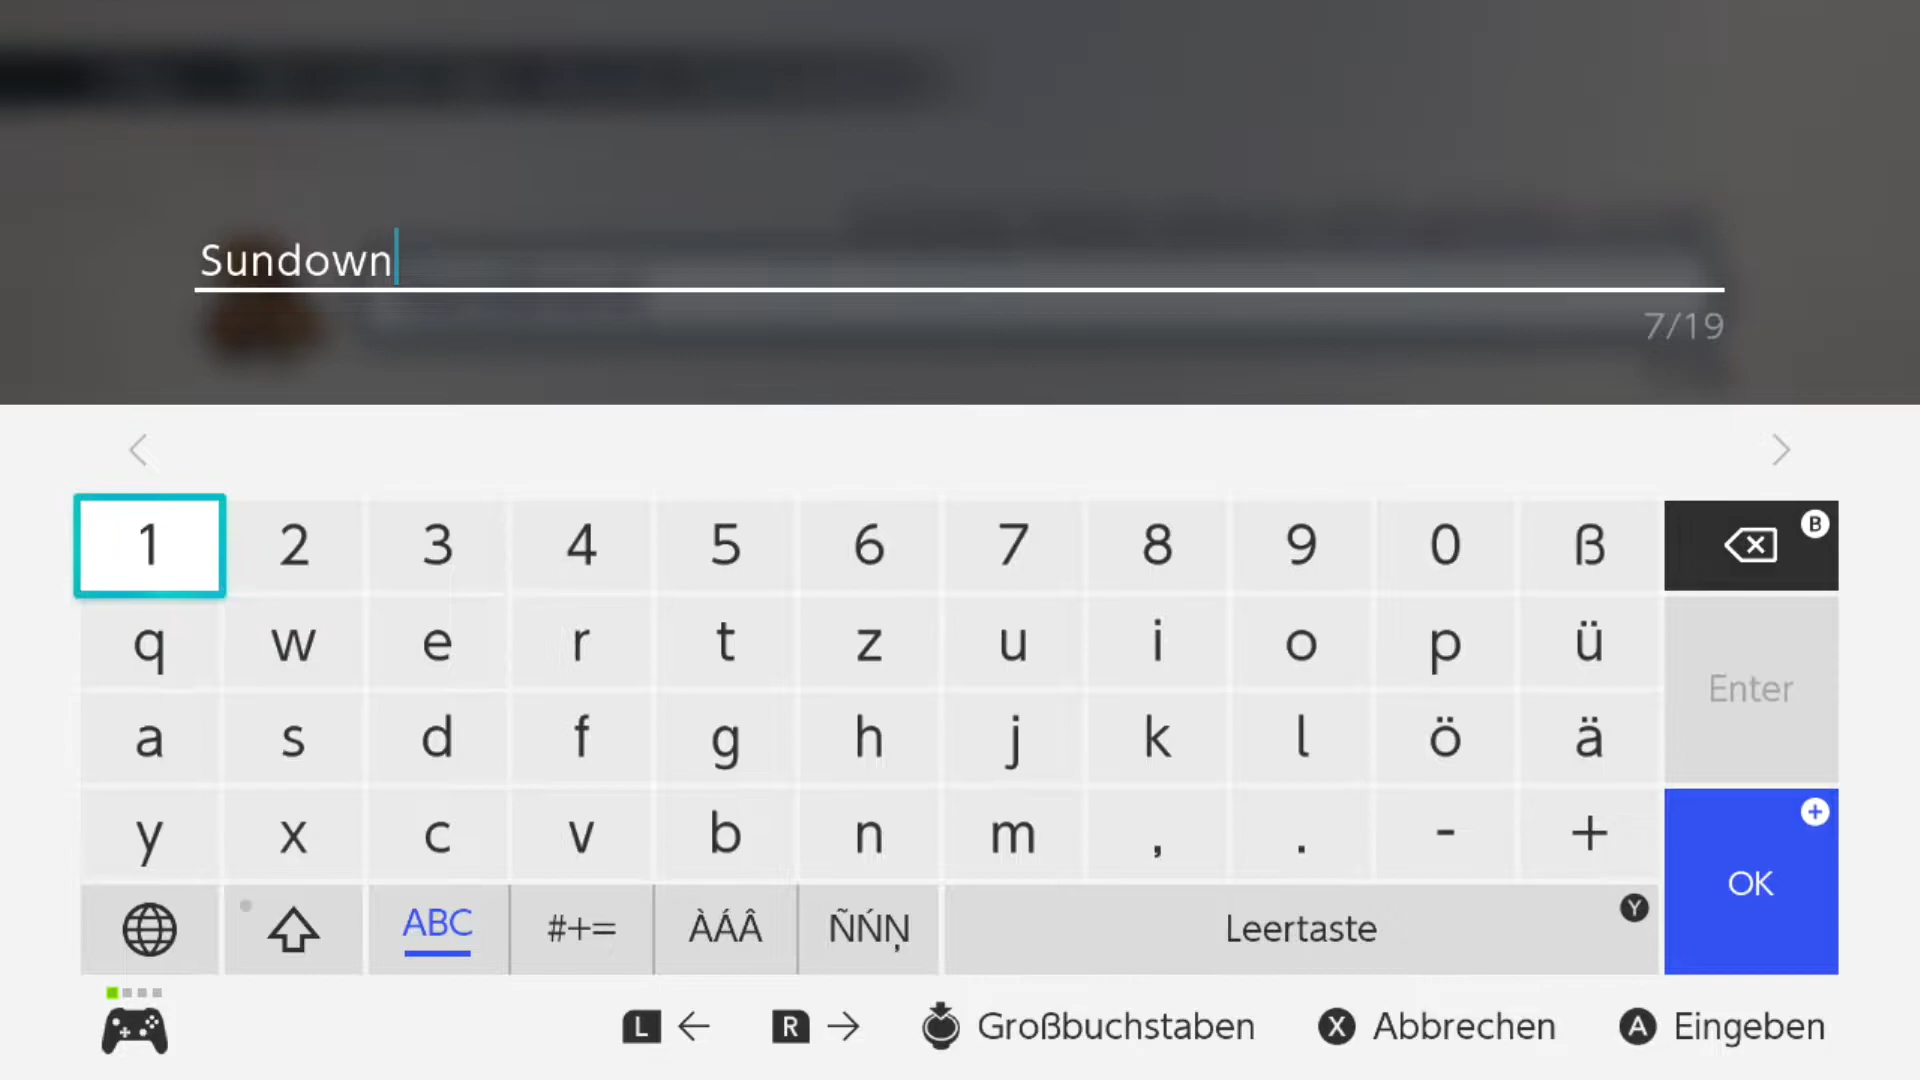 Sundown
7/19
1 2 3 4 5 6 7 8 9 0 ß B
q w e r t z u i o p ü Enter
a s d f g h j k l ö ä
y x c v b n m , . - + OK
ABC #+= ÀÁÂ ÑŃŅ Leertaste Y
L ← R → Großbuchstaben X Abbrechen A Eingeben